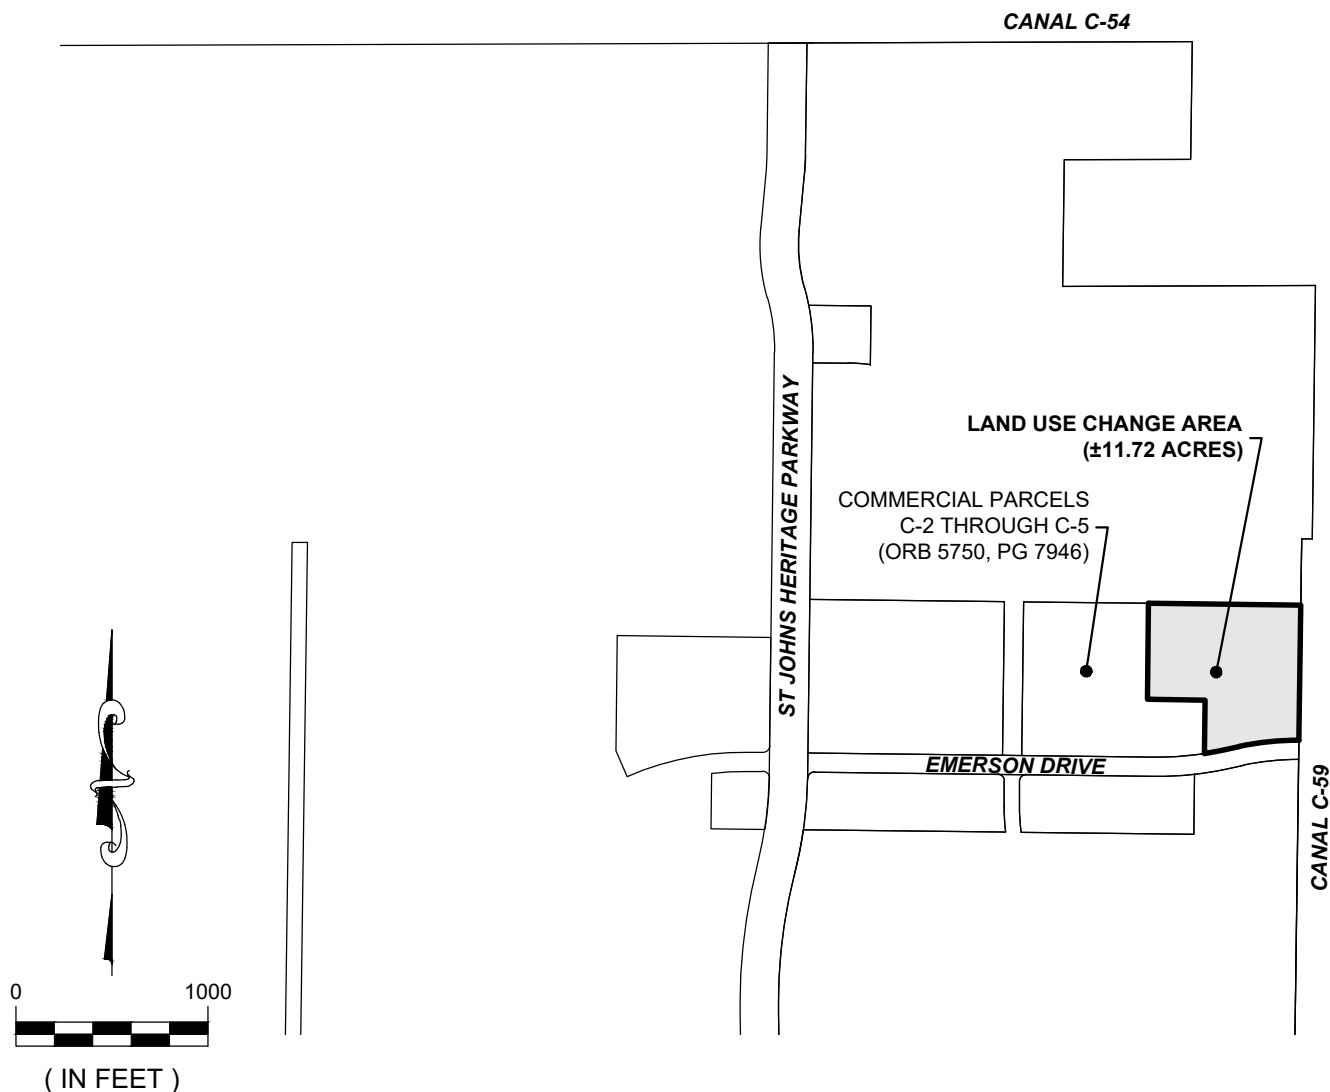 CANAL C-54
ST JOHNS HERITAGE PARKWAY
LAND USE CHANGE AREA
(±11.72 ACRES)
COMMERCIAL PARCELS
C-2 THROUGH C-5
(ORB 5750, PG 7946)
EMERSON DRIVE
CANAL C-59
0 1000
( IN FEET )